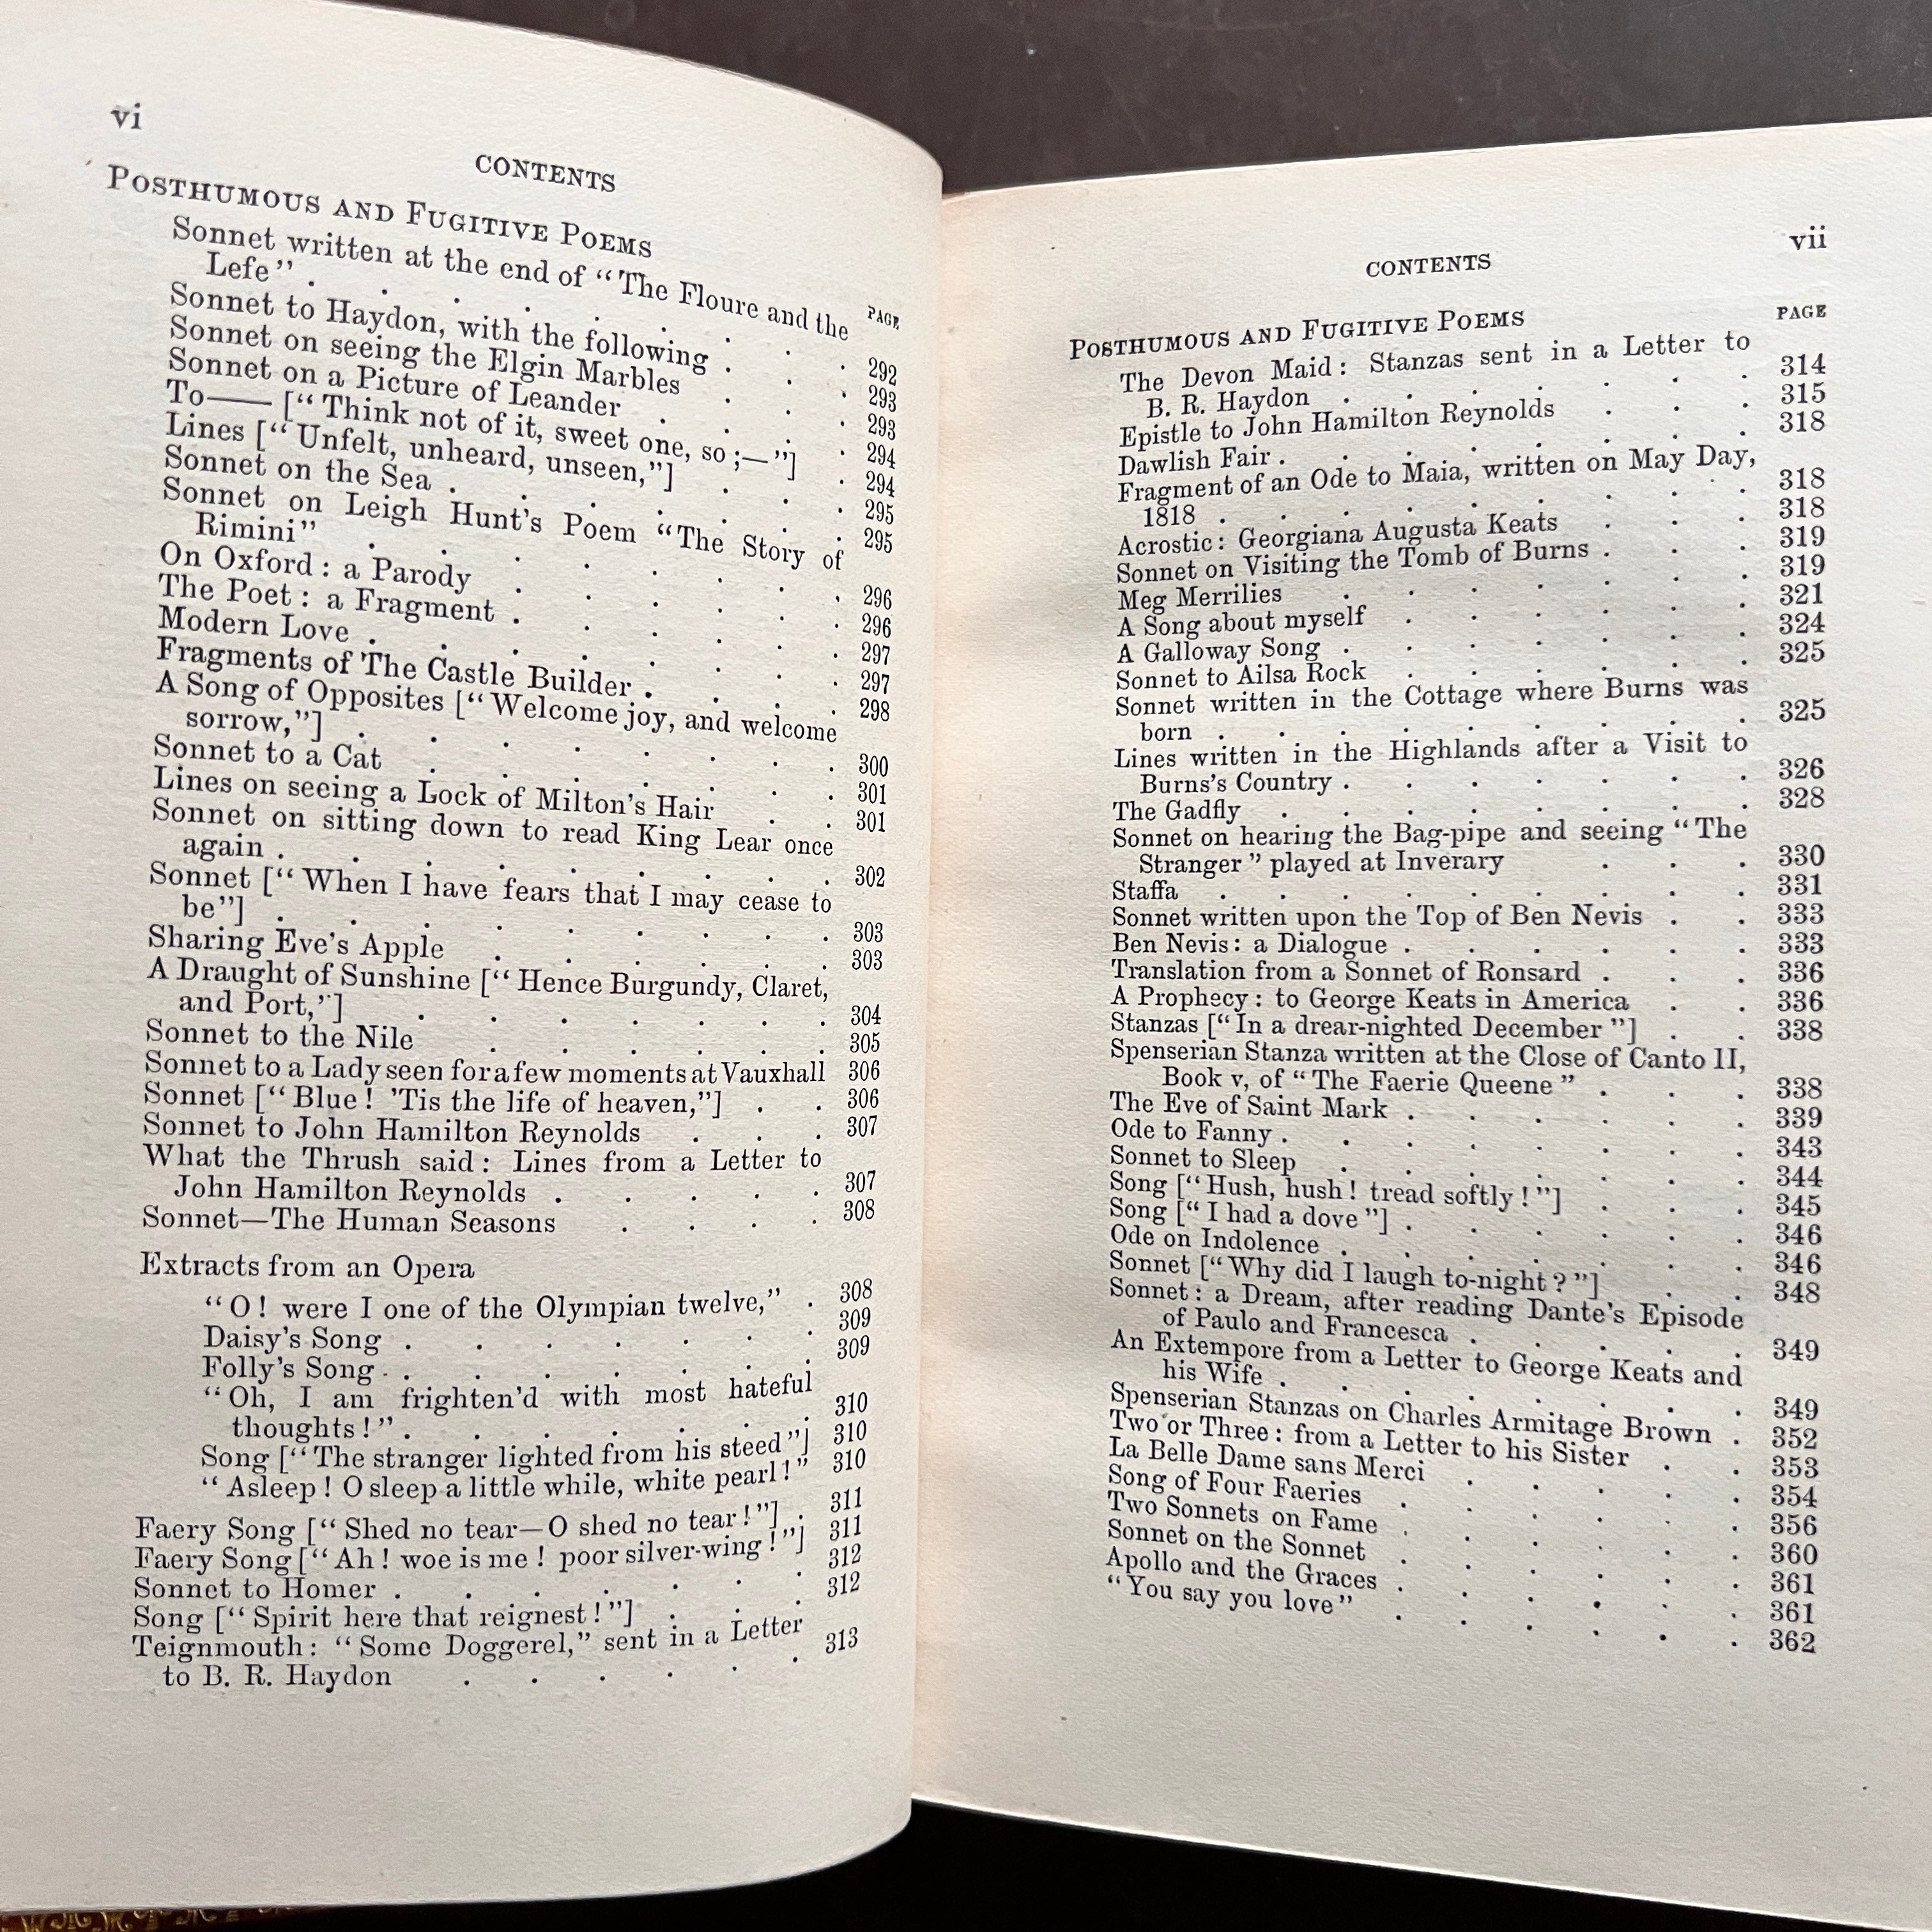 vi
CONTENTS
POSTHUMOUS AND FUGITIVE POEMS
PAGE
Sonnet written at the end of “The Floure and the
Lefe” . . . . . . . . 292
Sonnet to Haydon, with the following . . . 293
Sonnet on seeing the Elgin Marbles . . . 293
Sonnet on a Picture of Leander . . . . 294
To—— [“Think not of it, sweet one, so;—”] . 294
Lines [“Unfelt, unheard, unseen,”] . . . 295
Sonnet on the Sea . . . . . . 295
Sonnet on Leigh Hunt's Poem “The Story of
Rimini” . . . . . . . . 296
On Oxford: a Parody . . . . . . 296
The Poet: a Fragment . . . . . . 297
Modern Love . . . . . . . . 297
Fragments of The Castle Builder . . . . 298
A Song of Opposites [“Welcome joy, and welcome
sorrow,”] . . . . . . . . 300
Sonnet to a Cat . . . . . . . 301
Lines on seeing a Lock of Milton's Hair . . 301
Sonnet on sitting down to read King Lear once
again . . . . . . . . . 302
Sonnet [“When I have fears that I may cease to
be”] . . . . . . . . . 303
Sharing Eve's Apple . . . . . . 303
A Draught of Sunshine [“Hence Burgundy, Claret,
and Port,”] . . . . . . . 304
Sonnet to the Nile . . . . . . 305
Sonnet to a Lady seen for a few moments at Vauxhall 306
Sonnet [“Blue! 'Tis the life of heaven,”] . . 306
Sonnet to John Hamilton Reynolds . . . 307
What the Thrush said: Lines from a Letter to
John Hamilton Reynolds . . . . . 307
Sonnet—The Human Seasons . . . . 308
Extracts from an Opera
“O! were I one of the Olympian twelve,” . 308
Daisy's Song . . . . . . . 309
Folly's Song . . . . . . . 309
“Oh, I am frighten'd with most hateful
thoughts!” . . . . . . . 310
Song [“The stranger lighted from his steed”] 310
“Asleep! O sleep a little while, white pearl!” 310
Faery Song [“Shed no tear—O shed no tear!”] . 311
Faery Song [“Ah! woe is me! poor silver-wing!”] 311
Sonnet to Homer . . . . . . . 312
Song [“Spirit here that reignest!”] . . . 312
Teignmouth: “Some Doggerel,” sent in a Letter
to B. R. Haydon . . . . . . 313
vii
CONTENTS
PAGE
POSTHUMOUS AND FUGITIVE POEMS
The Devon Maid: Stanzas sent in a Letter to
B. R. Haydon . . . . . . . 314
Epistle to John Hamilton Reynolds . . . 315
Dawlish Fair . . . . . . . . 318
Fragment of an Ode to Maia, written on May Day,
1818 . . . . . . . . . 318
Acrostic: Georgiana Augusta Keats . . . 318
Sonnet on Visiting the Tomb of Burns . . . 319
Meg Merrilies . . . . . . . 319
A Song about myself . . . . . . 321
A Galloway Song . . . . . . . 324
Sonnet to Ailsa Rock . . . . . . 325
Sonnet written in the Cottage where Burns was
born . . . . . . . . . 325
Lines written in the Highlands after a Visit to
Burns's Country . . . . . . . 326
The Gadfly . . . . . . . . 328
Sonnet on hearing the Bag-pipe and seeing “The
Stranger” played at Inverary . . . 330
Staffa . . . . . . . . . 331
Sonnet written upon the Top of Ben Nevis . . 333
Ben Nevis: a Dialogue . . . . . . 333
Translation from a Sonnet of Ronsard . . . 336
A Prophecy: to George Keats in America . . 336
Stanzas [“In a drear-nighted December”] . . 338
Spenserian Stanza written at the Close of Canto II,
Book v, of “The Faerie Queene” . . . 338
The Eve of Saint Mark . . . . . . 339
Ode to Fanny . . . . . . . . 343
Sonnet to Sleep . . . . . . . 344
Song [“Hush, hush! tread softly!”] . . . 345
Song [“I had a dove”] . . . . . . 346
Ode on Indolence . . . . . . . 346
Sonnet [“Why did I laugh to-night?”] . . 348
Sonnet: a Dream, after reading Dante's Episode
of Paulo and Francesca . . . . . 349
An Extempore from a Letter to George Keats and
his Wife . . . . . . . . 349
Spenserian Stanzas on Charles Armitage Brown . 352
Two or Three: from a Letter to his Sister . . 353
La Belle Dame sans Merci . . . . . 354
Song of Four Faeries . . . . . . 356
Two Sonnets on Fame . . . . . . 360
Sonnet on the Sonnet . . . . . . 361
Apollo and the Graces . . . . . . 361
“You say you love” . . . . . . 362